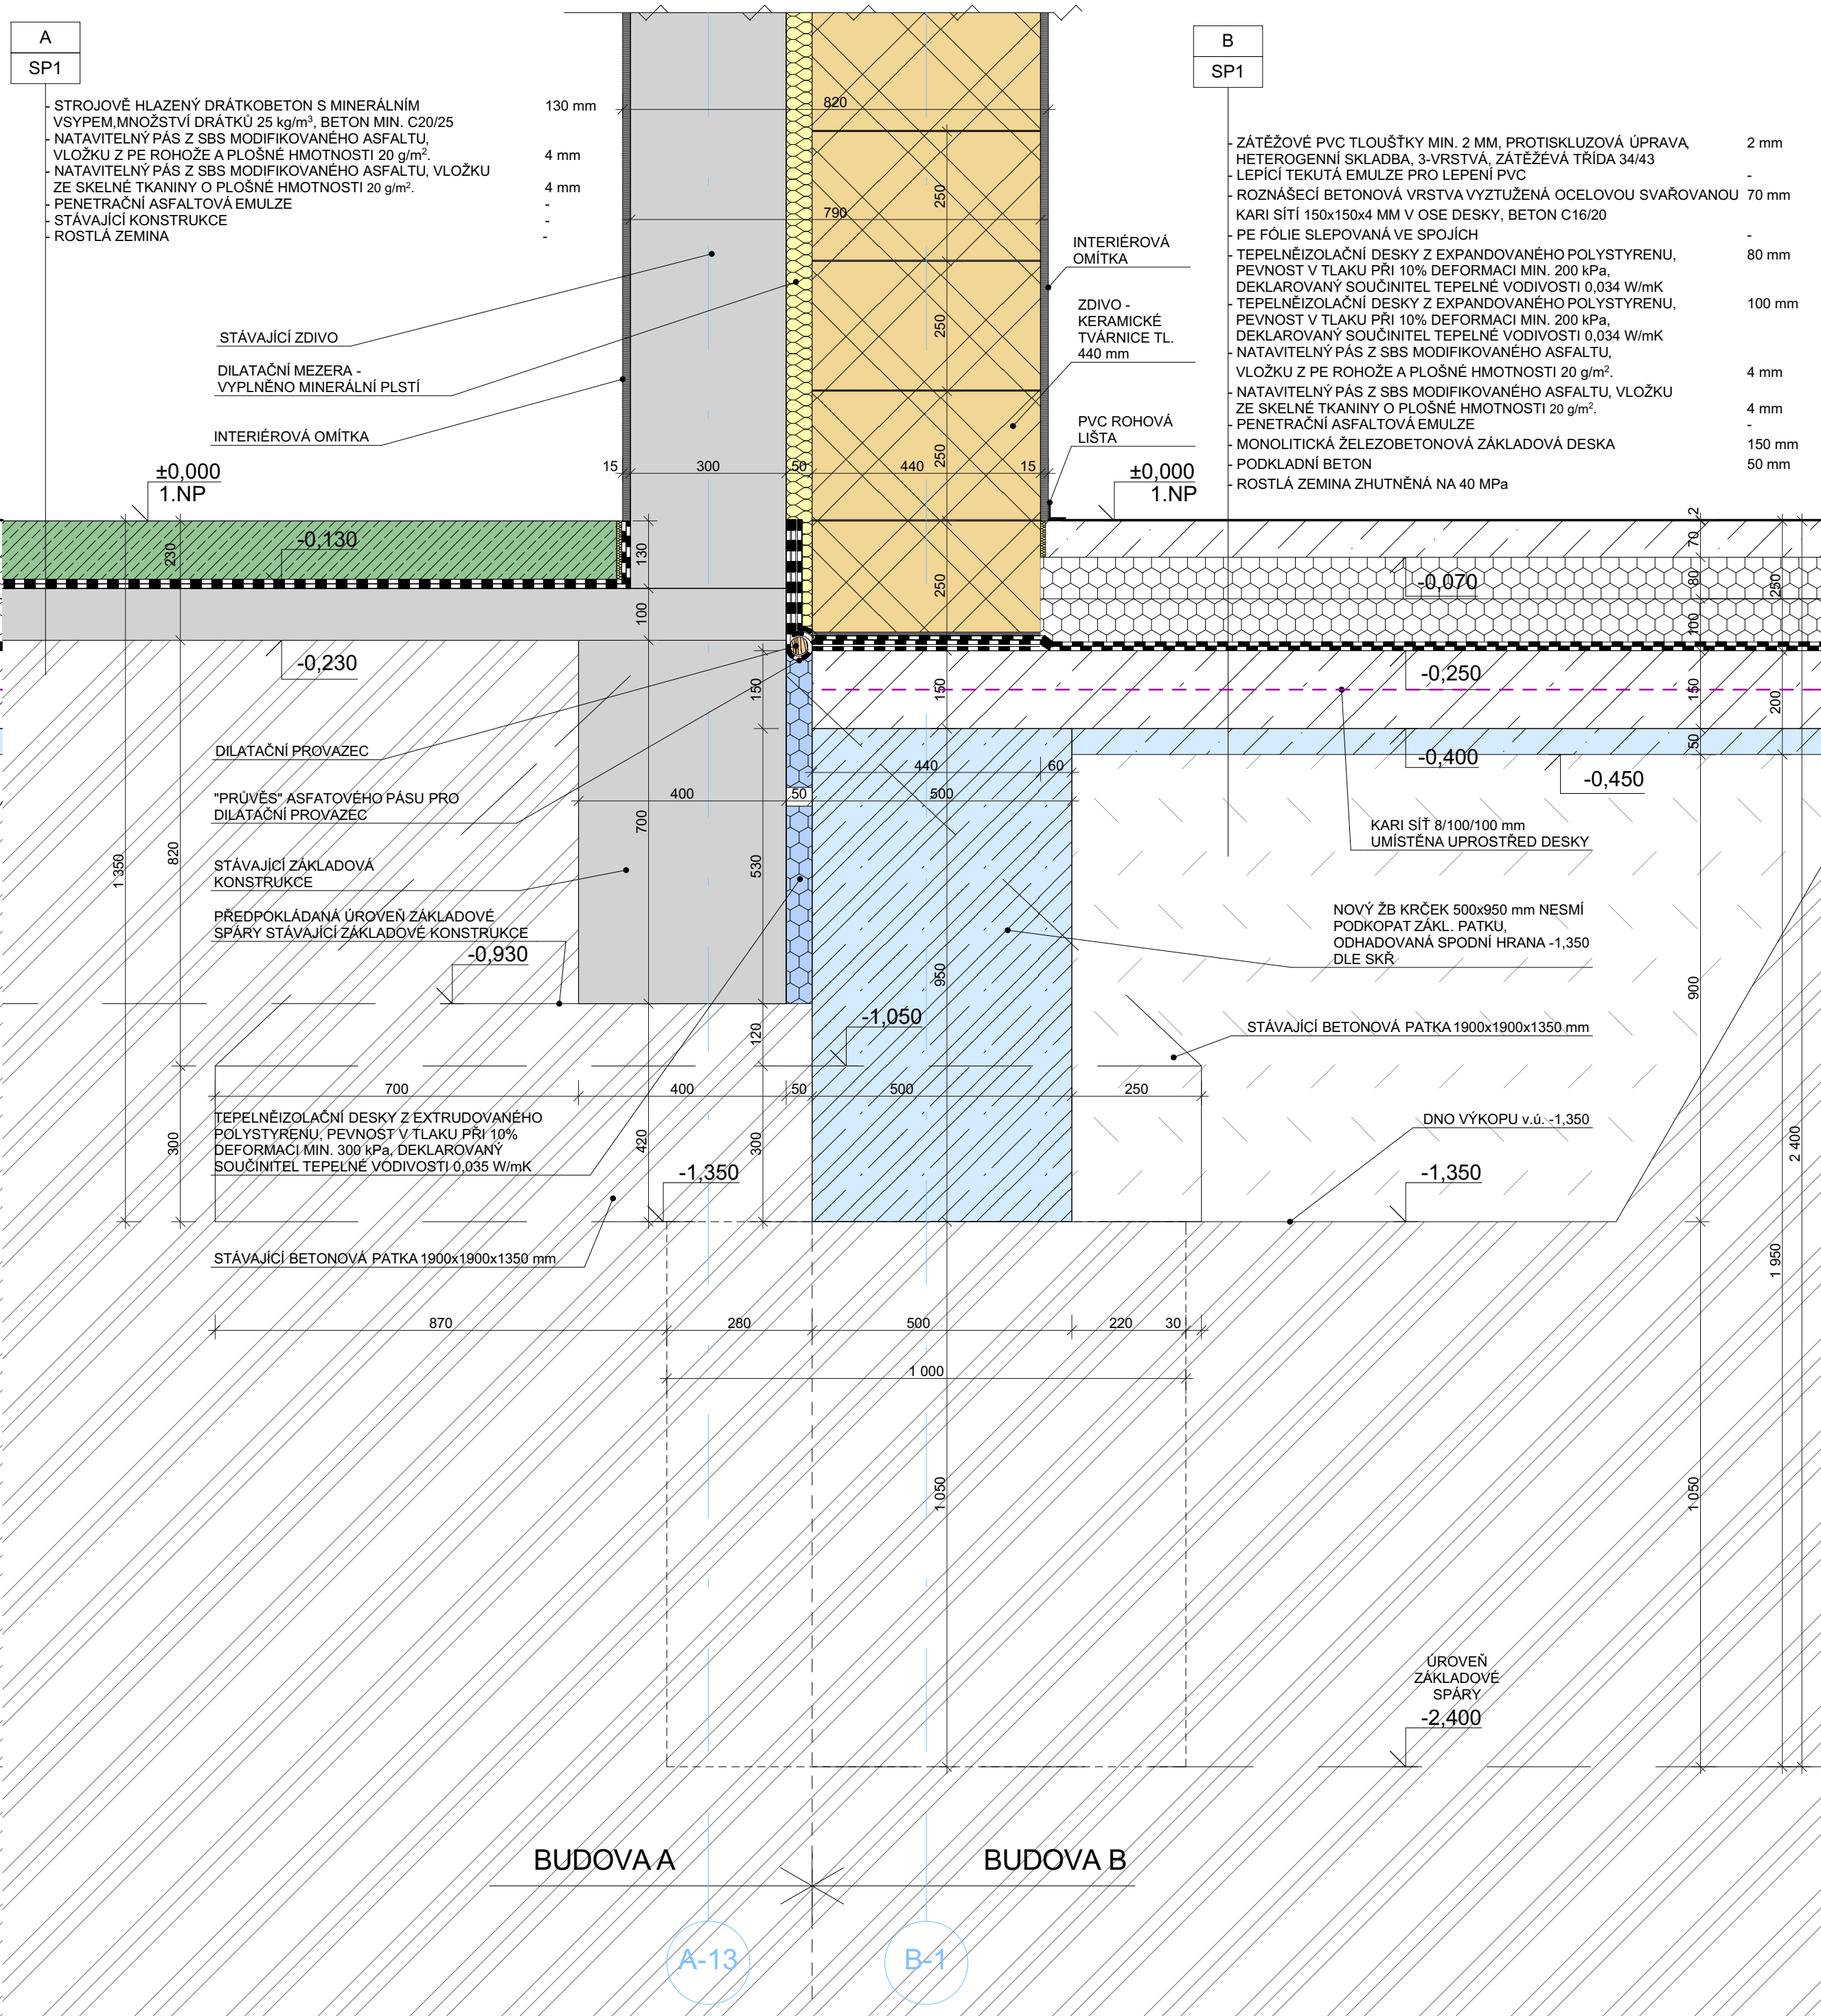 A
SP1
- STROJOVĚ HLAZENÝ DRÁTKOBETON S MINERÁLNÍM 130 mm
VSYPEM,MNOŽSTVÍ DRÁTKŮ 25 kg/m³, BETON MIN. C20/25
- NATAVITELNÝ PÁS Z SBS MODIFIKOVANÉHO ASFALTU,
VLOŽKU Z PE ROHOŽE A PLOŠNÉ HMOTNOSTI 20 g/m². 4 mm
- NATAVITELNÝ PÁS Z SBS MODIFIKOVANÉHO ASFALTU, VLOŽKU
ZE SKELNÉ TKANINY O PLOŠNÉ HMOTNOSTI 20 g/m². 4 mm
- PENETRAČNÍ ASFALTOVÁ EMULZE -
- STÁVAJÍCÍ KONSTRUKCE -
- ROSTLÁ ZEMINA -
B
SP1
- ZÁTĚŽOVÉ PVC TLOUŠŤKY MIN. 2 MM, PROTISKLUZOVÁ ÚPRAVA, 2 mm
HETEROGENNÍ SKLADBA, 3-VRSTVÁ, ZÁTĚŽÉVÁ TŘÍDA 34/43
- LEPÍCÍ TEKUTÁ EMULZE PRO LEPENÍ PVC -
- ROZNÁŠECÍ BETONOVÁ VRSTVA VYZTUŽENÁ OCELOVOU SVAŘOVANOU 70 mm
KARI SÍTÍ 150x150x4 MM V OSE DESKY, BETON C16/20
- PE FÓLIE SLEPOVANÁ VE SPOJÍCH -
- TEPELNĚIZOLAČNÍ DESKY Z EXPANDOVANÉHO POLYSTYRENU, 80 mm
PEVNOST V TLAKU PŘI 10% DEFORMACI MIN. 200 kPa,
DEKLAROVANÝ SOUČINITEL TEPELNÉ VODIVOSTI 0,034 W/mK
- TEPELNĚIZOLAČNÍ DESKY Z EXPANDOVANÉHO POLYSTYRENU, 100 mm
PEVNOST V TLAKU PŘI 10% DEFORMACI MIN. 200 kPa,
DEKLAROVANÝ SOUČINITEL TEPELNÉ VODIVOSTI 0,034 W/mK
- NATAVITELNÝ PÁS Z SBS MODIFIKOVANÉHO ASFALTU,
VLOŽKU Z PE ROHOŽE A PLOŠNÉ HMOTNOSTI 20 g/m². 4 mm
- NATAVITELNÝ PÁS Z SBS MODIFIKOVANÉHO ASFALTU, VLOŽKU
ZE SKELNÉ TKANINY O PLOŠNÉ HMOTNOSTI 20 g/m². 4 mm
- PENETRAČNÍ ASFALTOVÁ EMULZE -
- MONOLITICKÁ ŽELEZOBETONOVÁ ZÁKLADOVÁ DESKA 150 mm
- PODKLADNÍ BETON 50 mm
- ROSTLÁ ZEMINA ZHUTNĚNÁ NA 40 MPa
820
790
250
250
250
250
INTERIÉROVÁ
OMÍTKA
ZDIVO -
KERAMICKÉ
TVÁRNICE TL.
440 mm
PVC ROHOVÁ
LIŠTA
STÁVAJÍCÍ ZDIVO
DILATAČNÍ MEZERA -
VYPLNĚNO MINERÁLNÍ PLSTÍ
INTERIÉROVÁ OMÍTKA
15 300 50 440 15
±0,000
1.NP
±0,000
1.NP
-0,130
230
130
100
-0,230
2
70
80
100
150
50
250
200
-0,070
-0,250
-0,400
-0,450
150
150
DILATAČNÍ PROVAZEC
"PRŮVĚS" ASFATOVÉHO PÁSU PRO
DILATAČNÍ PROVAZEC
STÁVAJÍCÍ ZÁKLADOVÁ
KONSTRUKCE
PŘEDPOKLÁDANÁ ÚROVEŇ ZÁKLADOVÉ
SPÁRY STÁVAJÍCÍ ZÁKLADOVÉ KONSTRUKCE
-0,930
440 60
400 50 500
1 350
820
700
530
KARI SÍŤ 8/100/100 mm
UMÍSTĚNA UPROSTŘED DESKY
NOVÝ ŽB KRČEK 500x950 mm NESMÍ
PODKOPAT ZÁKL. PATKU,
ODHADOVANÁ SPODNÍ HRANA -1,350
DLE SKŘ
950
900
-1,050
120
STÁVAJÍCÍ BETONOVÁ PATKA 1900x1900x1350 mm
700 400 50 500 250
TEPELNĚIZOLAČNÍ DESKY Z EXTRUDOVANÉHO
POLYSTYRENU, PEVNOST V TLAKU PŘI 10%
DEFORMACI MIN. 300 kPa, DEKLAROVANÝ
SOUČINITEL TEPELNÉ VODIVOSTI 0,035 W/mK
300
420
300
DNO VÝKOPU v.ú. -1,350
-1,350
-1,350
2 400
1 950
STÁVAJÍCÍ BETONOVÁ PATKA 1900x1900x1350 mm
870 280 500 220 30
1 000
1 050
1 050
ÚROVEŇ
ZÁKLADOVÉ
SPÁRY
-2,400
BUDOVA A BUDOVA B
A-13 B-1